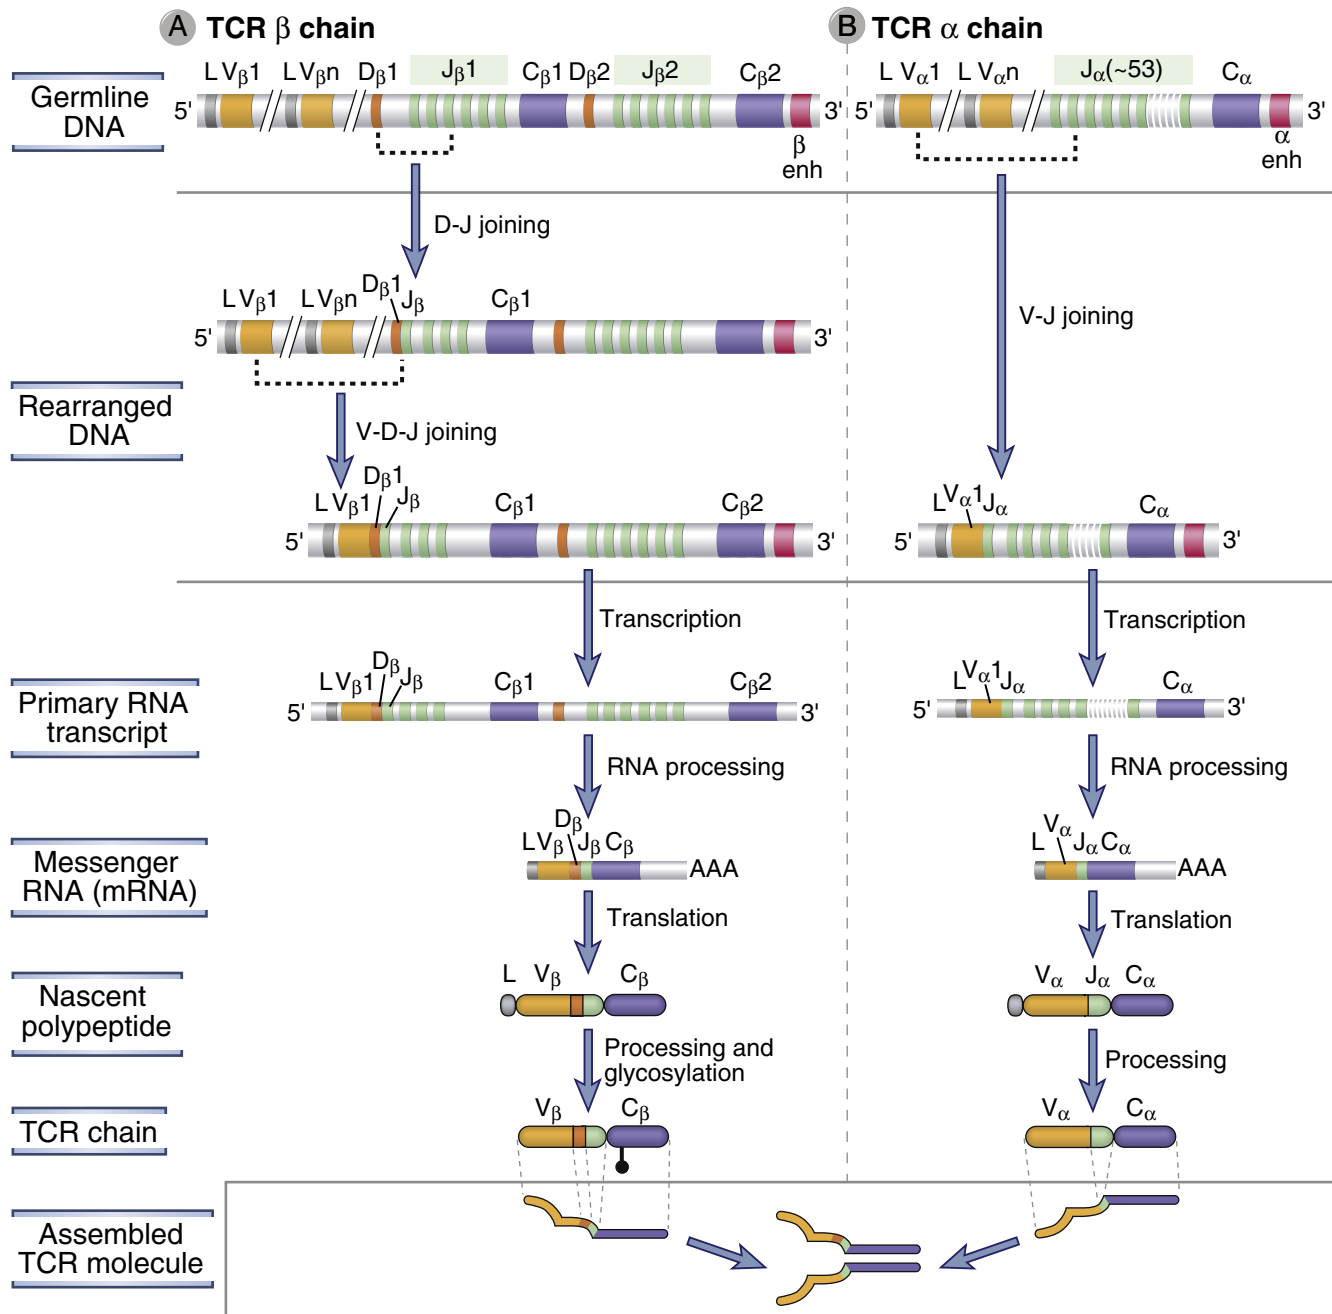 A TCR β chain
B TCR α chain
L Vβ1 L Vβn Dβ1 Jβ1 Cβ1 Dβ2 Jβ2 Cβ2
L Vα1 L Vαn Jα(~53) Cα
Germline
DNA
5' 3'
5' 3'
β
enh
α
enh
D-J joining
L Vβ1 L Vβn Dβ1 Jβ Cβ1
5' 3'
V-J joining
Rearranged
DNA
V-D-J joining
L Vβ1 Dβ1 Jβ Cβ1 Cβ2
L Vα1 Jα Cα
5' 3'
5' 3'
Transcription
Transcription
Primary RNA
transcript
L Vβ1 Dβ Jβ Cβ1 Cβ2
L Vα1 Jα Cα
5' 3'
5' 3'
RNA processing
RNA processing
Messenger
RNA (mRNA)
L Vβ Dβ Jβ Cβ
AAA
L Vα Jα Cα
AAA
Translation
Translation
Nascent
polypeptide
L Vβ Cβ
Vα Jα Cα
Processing and
glycosylation
Processing
TCR chain
Vβ Cβ
Vα Cα
Assembled
TCR molecule